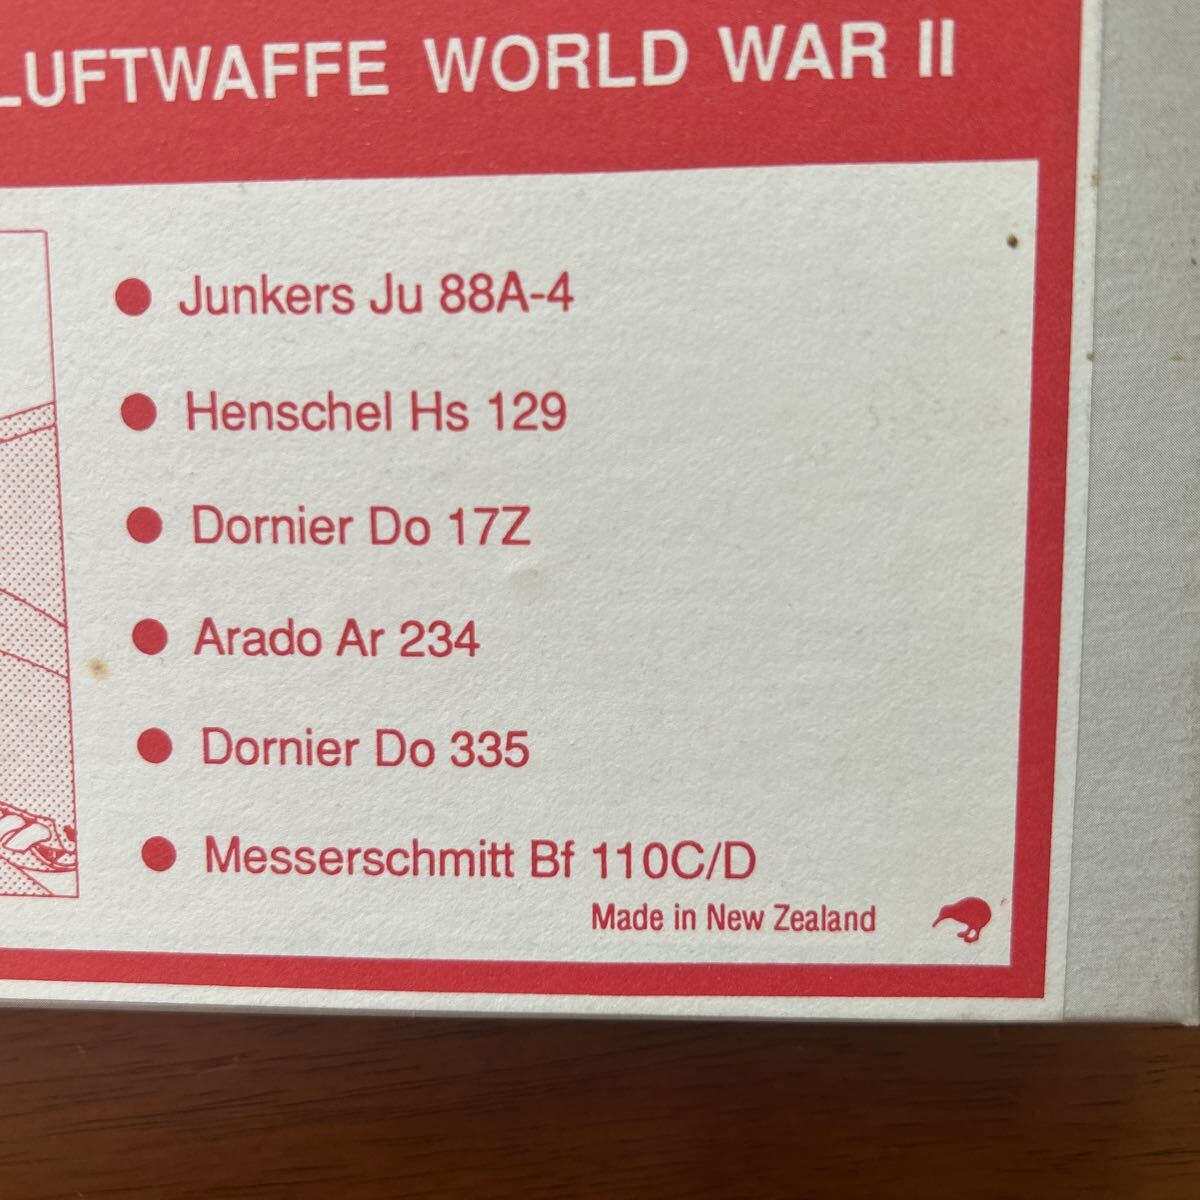 LUFTWAFFE WORLD WAR II
● Junkers Ju 88A-4
● Henschel Hs 129
● Dornier Do 17Z
● Arado Ar 234
● Dornier Do 335
● Messerschmitt Bf 110C/D
Made in New Zealand